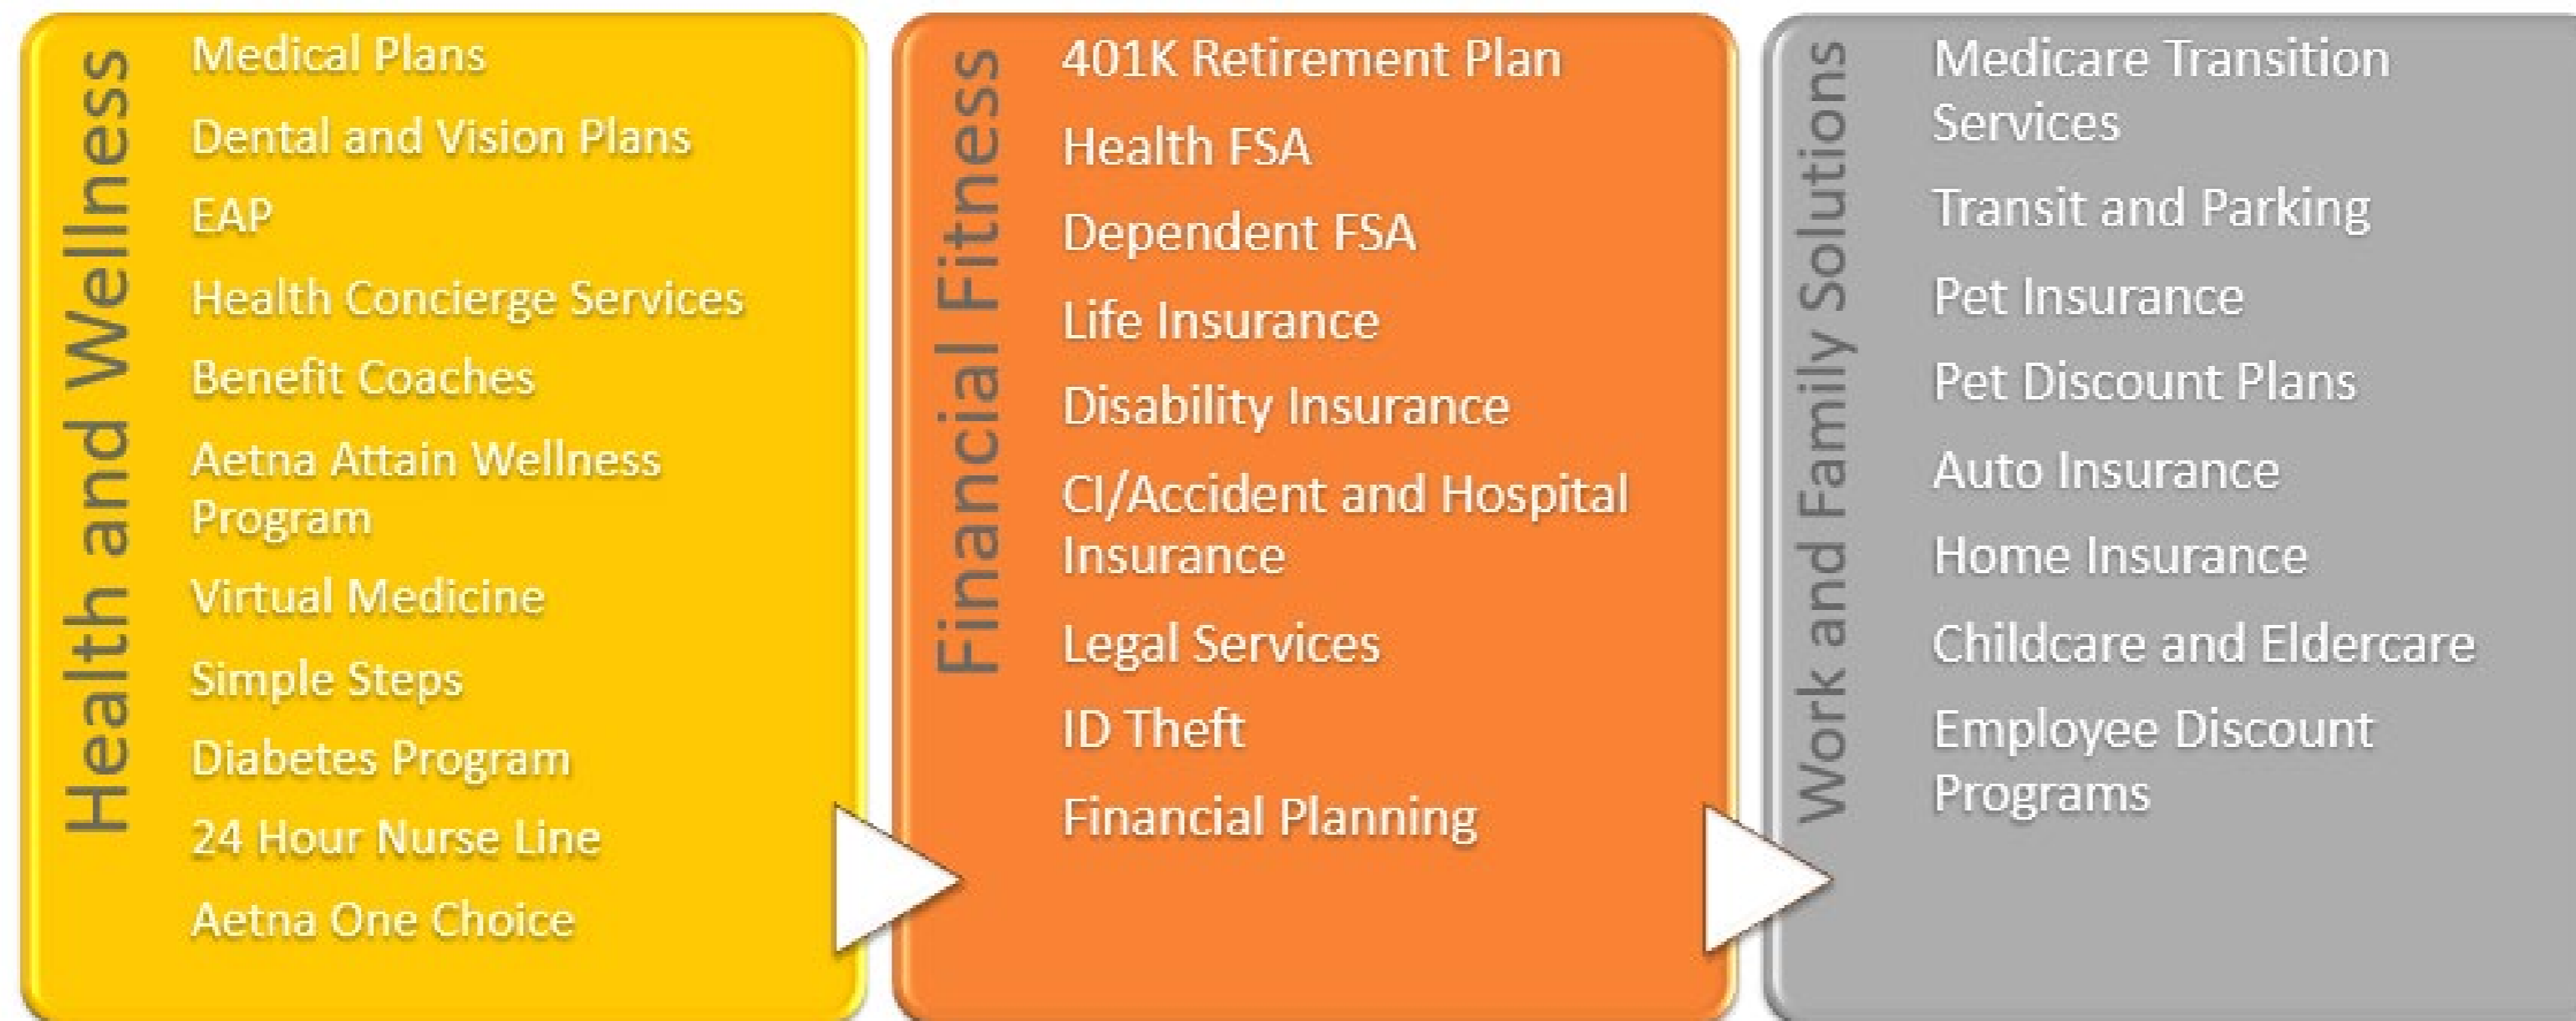 Health and Wellness
Medical Plans
Dental and Vision Plans
EAP
Health Concierge Services
Benefit Coaches
Aetna Attain Wellness
Program
Virtual Medicine
Simple Steps
Diabetes Program
24 Hour Nurse Line
Aetna One Choice
Financial Fitness
401K Retirement Plan
Health FSA
Dependent FSA
Life Insurance
Disability Insurance
CI/Accident and Hospital
Insurance
Legal Services
ID Theft
Financial Planning
Work and Family Solutions
Medicare Transition
Services
Transit and Parking
Pet Insurance
Pet Discount Plans
Auto Insurance
Home Insurance
Childcare and Eldercare
Employee Discount
Programs